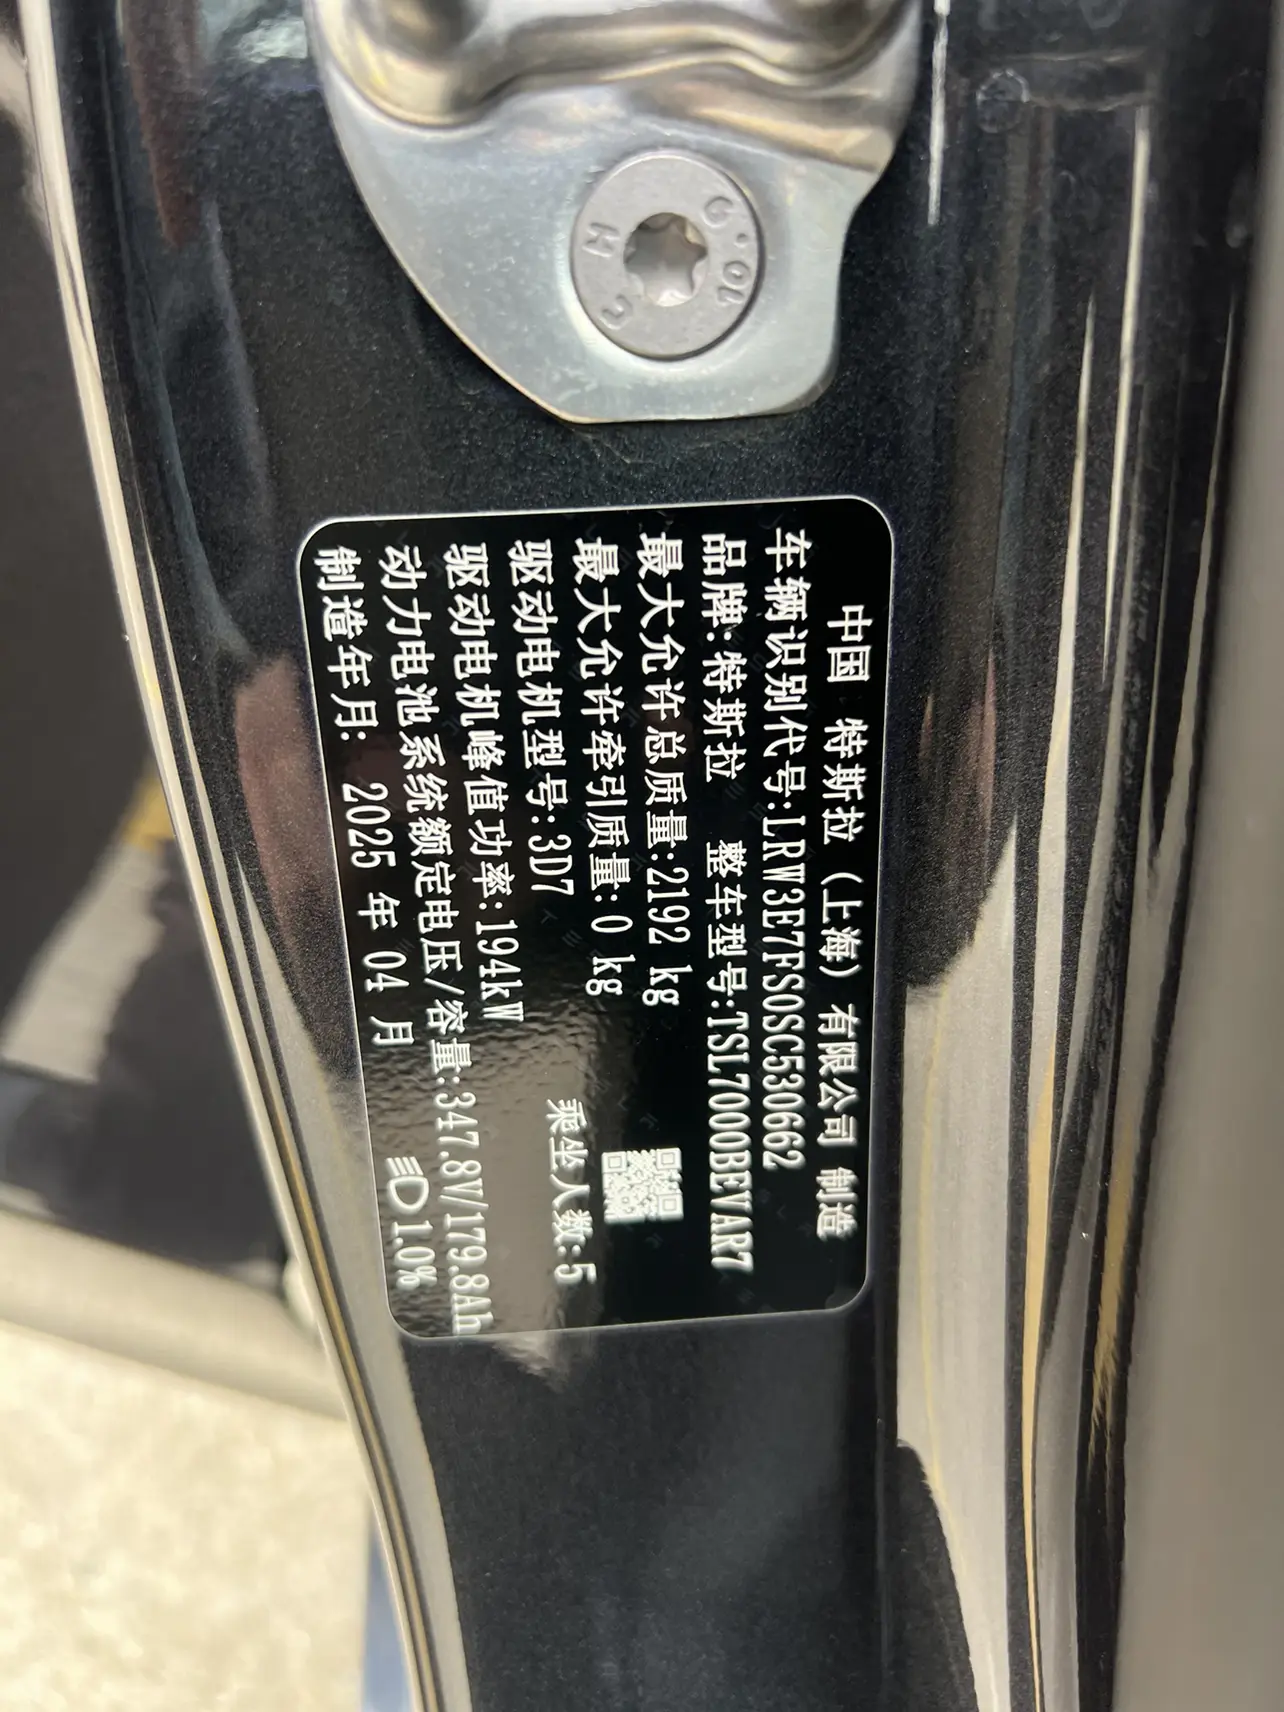 中国 特斯拉（上海）有限公司 制造
车辆识别代号:LRW3E7FS0SC530662
品牌:特斯拉 整车型号:TSL7000BEVAR7
最大允许总质量:2192 kg
最大允许牵引质量:0 kg
驱动电机型号:3D7
乘坐人数:5
驱动电机峰值功率:194kW
动力电池系统额定电压/容量:347.8V/179.8Ah
制造年月: 2025 年 04 月
1.0%
10.9